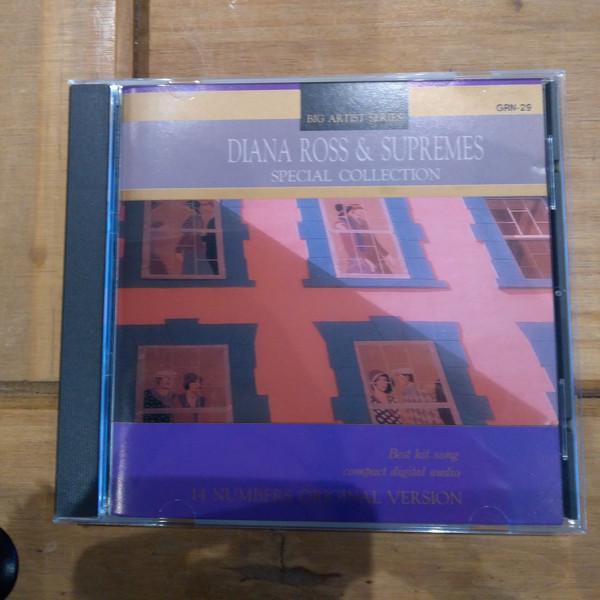 BIG ARTIST SERIES
GRN-29
DIANA ROSS & SUPREMES
SPECIAL COLLECTION
Best hit song
compact digital audio
14 NUMBERS ORIGINAL VERSION